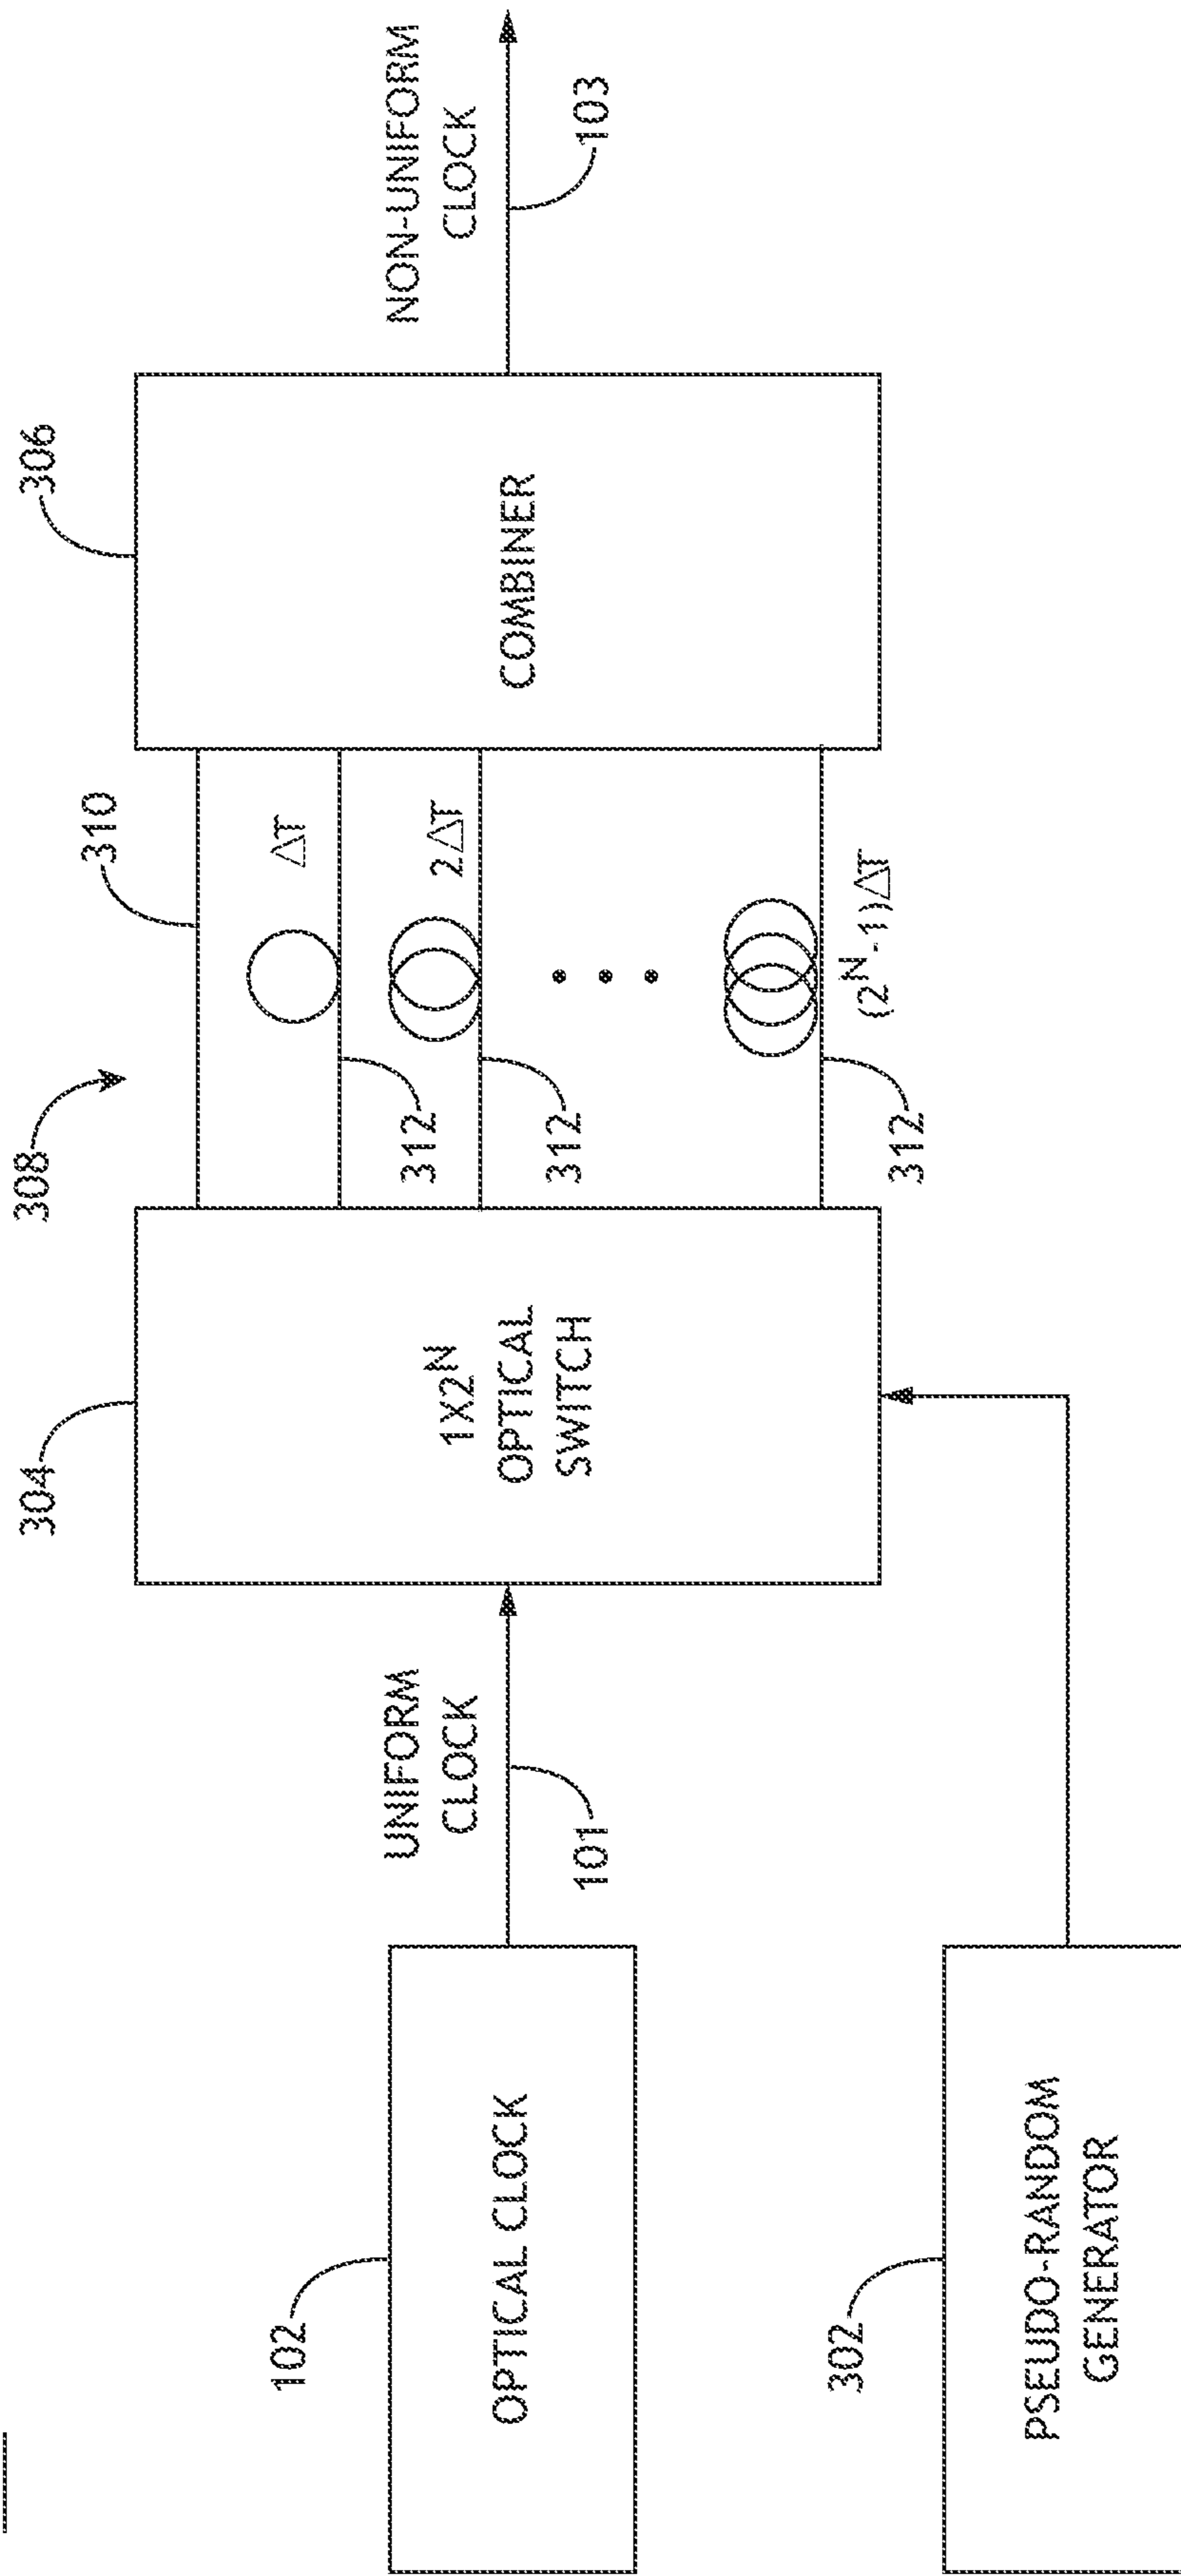 308
310
304
306
ΔT
2ΔT
(2^N-1)ΔT
312
312
312
102
OPTICAL CLOCK
UNIFORM
CLOCK
101
1X2^N
OPTICAL
SWITCH
COMBINER
NON-UNIFORM
CLOCK
103
302
PSEUDO-RANDOM
GENERATOR